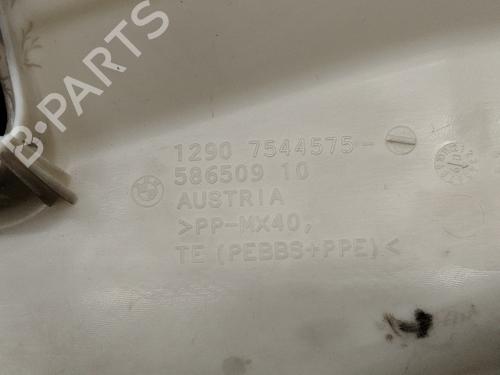 B-PARTS
1290 7544575-
586509 10
AUSTRIA
>PP-MX40,
TE(PEBBS+PPE)<